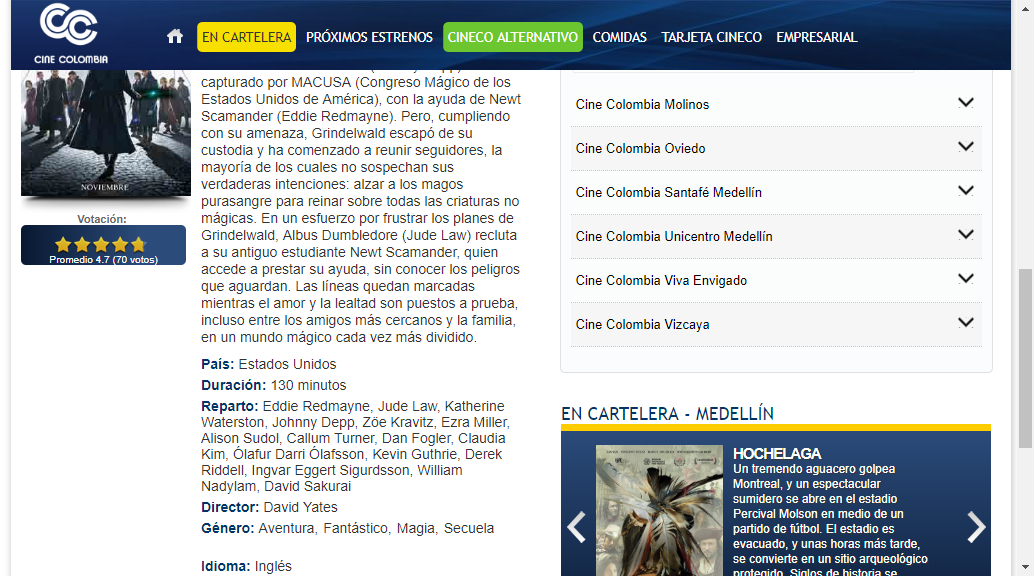 CINE COLOMBIA
EN CARTELERA
PRÓXIMOS ESTRENOS
CINECO ALTERNATIVO
COMIDAS
TARJETA CINECO
EMPRESARIAL
NOVIEMBRE
Votación:
Promedio 4.7 (70 votos)
capturado por MACUSA (Congreso Mágico de los
Estados Unidos de América), con la ayuda de Newt
Scamander (Eddie Redmayne). Pero, cumpliendo
con su amenaza, Grindelwald escapó de su
custodia y ha comenzado a reunir seguidores, la
mayoría de los cuales no sospechan sus
verdaderas intenciones: alzar a los magos
purasangre para reinar sobre todas las criaturas no
mágicas. En un esfuerzo por frustrar los planes de
Grindelwald, Albus Dumbledore (Jude Law) recluta
a su antiguo estudiante Newt Scamander, quien
accede a prestar su ayuda, sin conocer los peligros
que aguardan. Las líneas quedan marcadas
mientras el amor y la lealtad son puestos a prueba,
incluso entre los amigos más cercanos y la familia,
en un mundo mágico cada vez más dividido.
País: Estados Unidos
Duración: 130 minutos
Reparto: Eddie Redmayne, Jude Law, Katherine
Waterston, Johnny Depp, Zöe Kravitz, Ezra Miller,
Alison Sudol, Callum Turner, Dan Fogler, Claudia
Kim, Ólafur Darri Ólafsson, Kevin Guthrie, Derek
Riddell, Ingvar Eggert Sigurdsson, William
Nadylam, David Sakurai
Director: David Yates
Género: Aventura, Fantástico, Magia, Secuela
Idioma: Inglés
Cine Colombia Molinos
Cine Colombia Oviedo
Cine Colombia Santafé Medellín
Cine Colombia Unicentro Medellín
Cine Colombia Viva Envigado
Cine Colombia Vizcaya
EN CARTELERA - MEDELLÍN
HOCHELAGA
Un tremendo aguacero golpea
Montreal, y un espectacular
sumidero se abre en el estadio
Percival Molson en medio de un
partido de fútbol. El estadio es
evacuado, y unas horas más tarde,
se convierte en un sitio arqueológico
protegido. Siglos de historia se